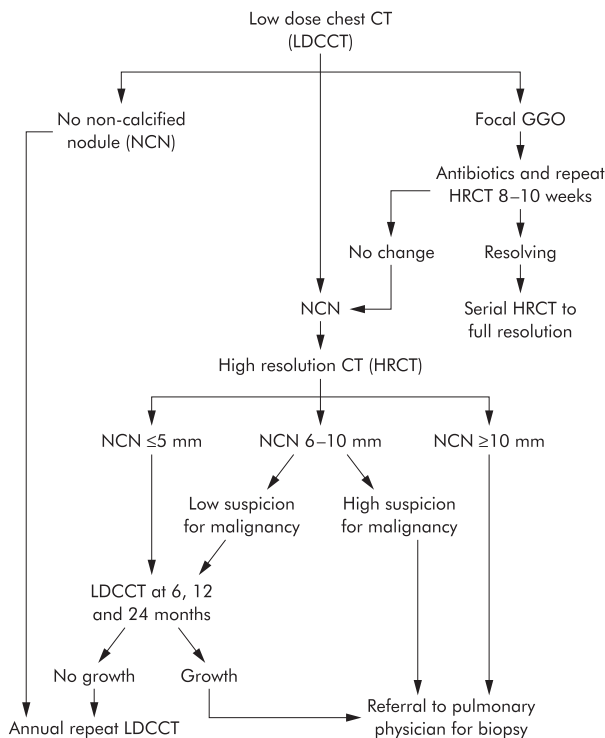 Low dose chest CT
(LDCCT)
No non-calcified
nodule (NCN)
Focal GGO
Antibiotics and repeat
HRCT 8–10 weeks
No change
Resolving
NCN
Serial HRCT to
full resolution
High resolution CT (HRCT)
NCN ≤5 mm
NCN 6–10 mm
NCN ≥10 mm
Low suspicion
for malignancy
High suspicion
for malignancy
LDCCT at 6, 12
and 24 months
No growth
Growth
Annual repeat LDCCT
Referral to pulmonary
physician for biopsy